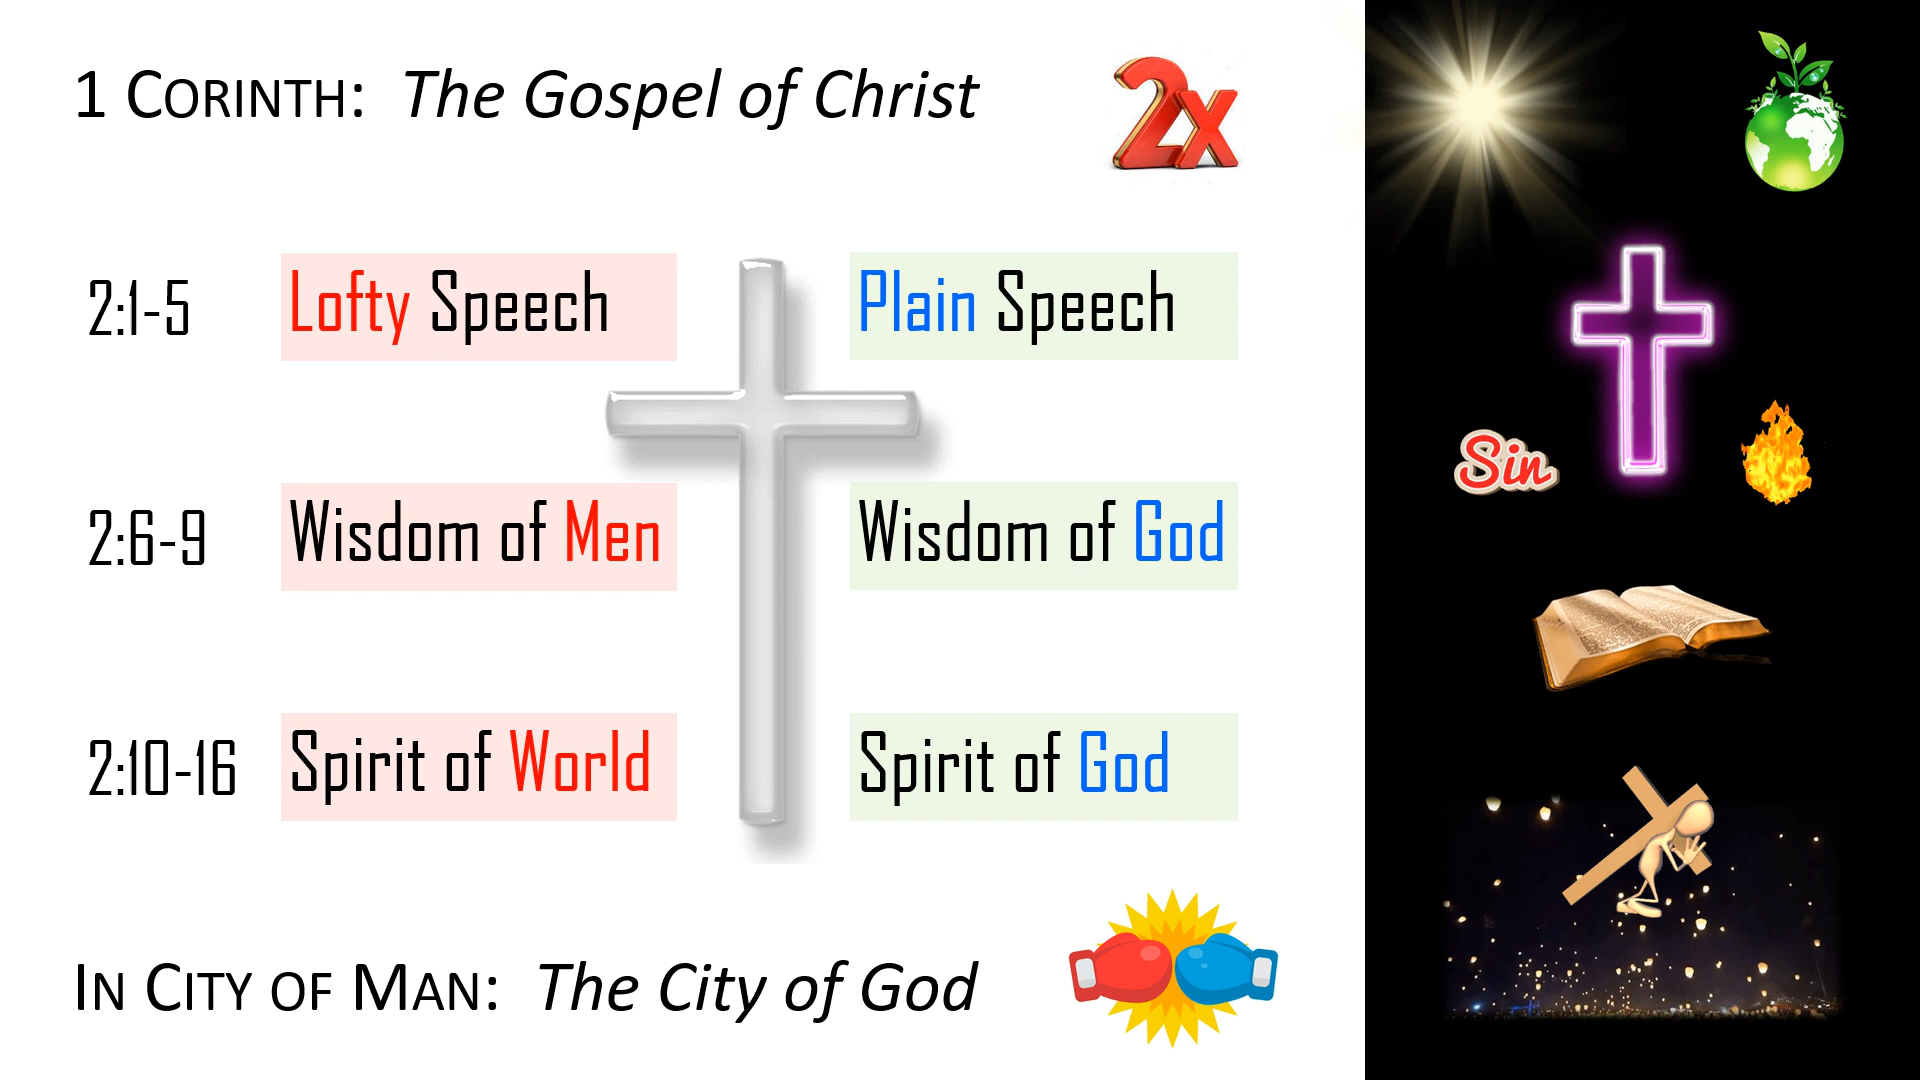 1 CORINTH: The Gospel of Christ
2x
2:1-5 Lofty Speech Plain Speech
2:6-9 Wisdom of Men Wisdom of God
Sin
2:10-16 Spirit of World Spirit of God
IN CITY OF MAN: The City of God